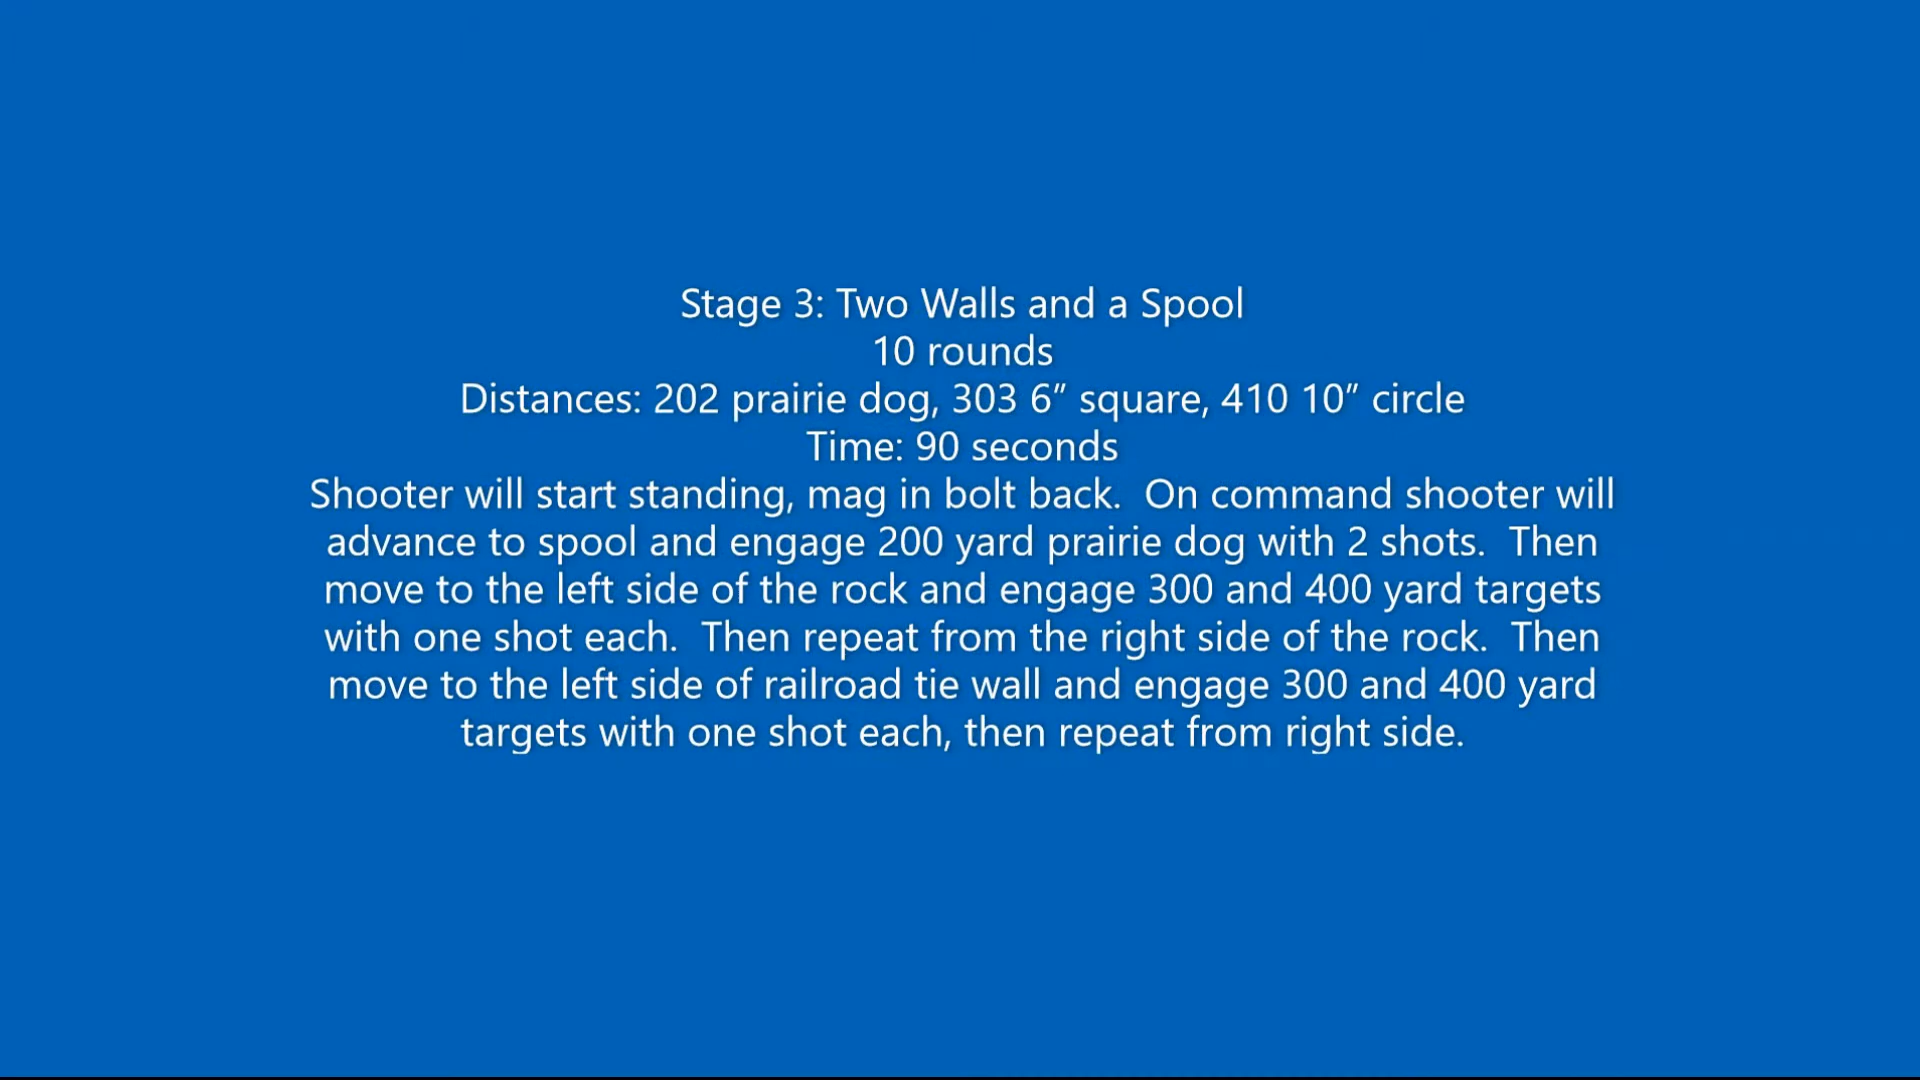 Stage 3: Two Walls and a Spool
10 rounds
Distances: 202 prairie dog, 303 6” square, 410 10” circle
Time: 90 seconds
Shooter will start standing, mag in bolt back.  On command shooter will
advance to spool and engage 200 yard prairie dog with 2 shots.  Then
move to the left side of the rock and engage 300 and 400 yard targets
with one shot each.  Then repeat from the right side of the rock.  Then
move to the left side of railroad tie wall and engage 300 and 400 yard
targets with one shot each, then repeat from right side.